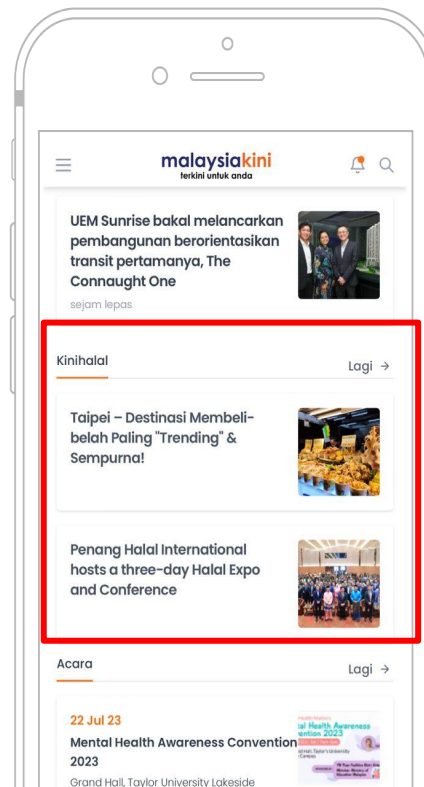 malaysiakini
terkini untuk anda
UEM Sunrise bakal melancarkan
pembangunan berorientasikan
transit pertamanya, The
Connaught One
sejam lepas
Kinihalal
Lagi →
Taipei – Destinasi Membeli-
belah Paling "Trending" &
Sempurna!
Penang Halal International
hosts a three-day Halal Expo
and Conference
Acara
Lagi →
22 Jul 23
Mental Health Awareness Convention
2023
Grand Hall, Taylor University Lakeside